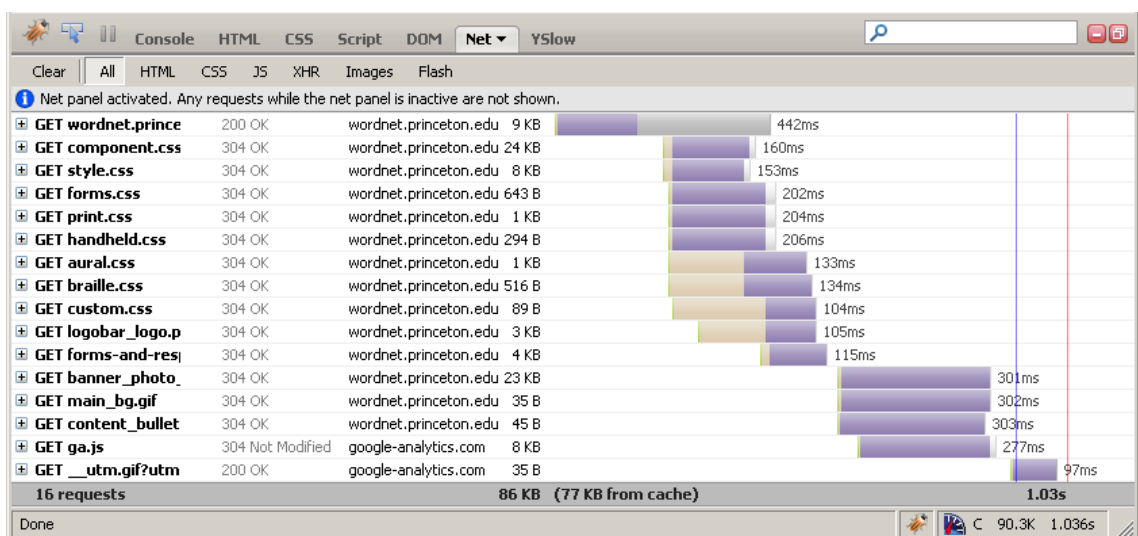 Console HTML CSS Script DOM Net YSlow
Clear All HTML CSS JS XHR Images Flash
Net panel activated. Any requests while the net panel is inactive are not shown.
GET wordnet.prince 200 OK wordnet.princeton.edu 9 KB 442ms
GET component.css 304 OK wordnet.princeton.edu 24 KB 160ms
GET style.css 304 OK wordnet.princeton.edu 8 KB 153ms
GET forms.css 304 OK wordnet.princeton.edu 643 B 202ms
GET print.css 304 OK wordnet.princeton.edu 1 KB 204ms
GET handheld.css 304 OK wordnet.princeton.edu 294 B 206ms
GET aural.css 304 OK wordnet.princeton.edu 1 KB 133ms
GET braille.css 304 OK wordnet.princeton.edu 516 B 134ms
GET custom.css 304 OK wordnet.princeton.edu 89 B 104ms
GET logobar_logo.p 304 OK wordnet.princeton.edu 3 KB 105ms
GET forms-and-res 304 OK wordnet.princeton.edu 4 KB 115ms
GET banner_photo_ 304 OK wordnet.princeton.edu 23 KB 301ms
GET main_bg.gif 304 OK wordnet.princeton.edu 35 B 302ms
GET content_bullet 304 OK wordnet.princeton.edu 45 B 303ms
GET ga.js 304 Not Modified google-analytics.com 8 KB 277ms
GET __utm.gif?utm 200 OK google-analytics.com 35 B 97ms
16 requests 86 KB (77 KB from cache) 1.03s
Done C 90.3K 1.036s